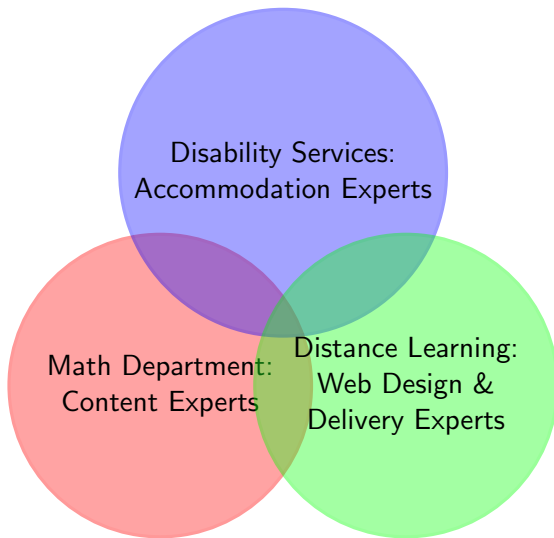 Disability Services:
Accommodation Experts
Math Department:
Content Experts
Distance Learning:
Web Design &
Delivery Experts